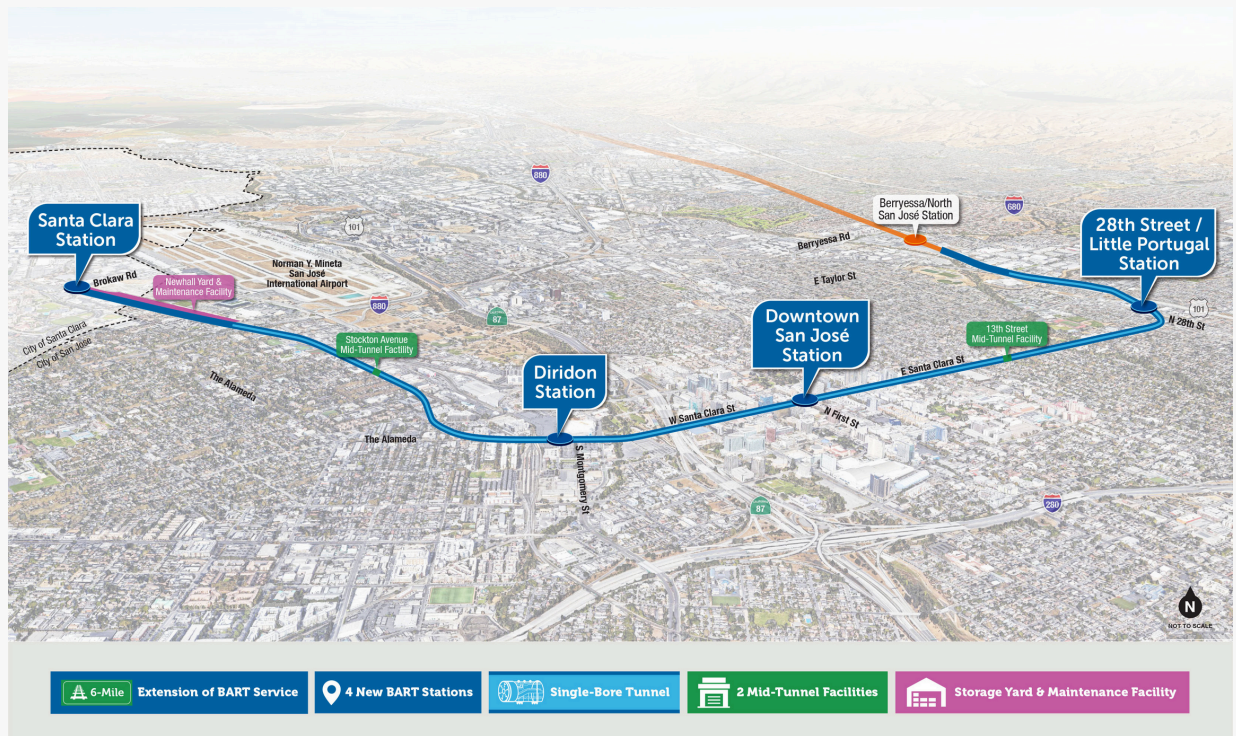 880
Santa Clara
Station
101
Berryessa/North
San José Station
680
28th Street /
Little Portugal
Station
Berryessa Rd
Norman Y. Mineta
San José
International Airport
Brokaw Rd
Newhall Yard &
Maintenance Facility
E Taylor St
880
87
101
N 28th St
Downtown
San José
Station
13th Street
Mid-Tunnel Facility
City of Santa Clara
City of San Jose
Stockton Avenue
Mid-Tunnel Factility
The Alameda
Diridon
Station
E Santa Clara St
W Santa Clara St
N First St
The Alameda
S Montgomery St
87
280
N
NOT TO SCALE
6-Mile Extension of BART Service
4 New BART Stations
Single-Bore Tunnel
2 Mid-Tunnel Facilities
Storage Yard & Maintenance Facility